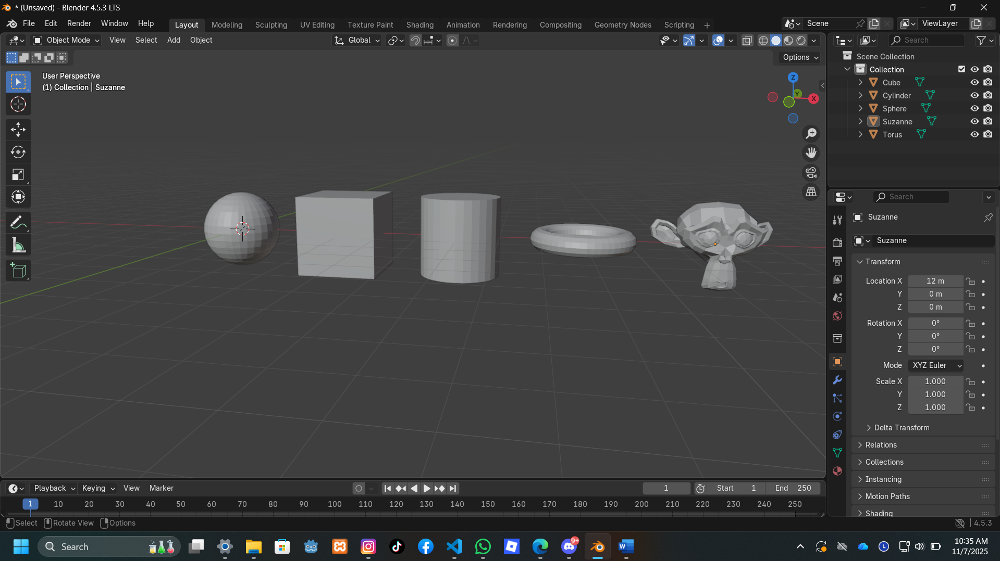 * (Unsaved) - Blender 4.5.3 LTS
File Edit Render Window Help Layout Modeling Sculpting UV Editing Texture Paint Shading Animation Rendering Compositing Geometry Nodes Scripting + Scene ViewLayer
Object Mode View Select Add Object Global Search
Options
User Perspective
(1) Collection | Suzanne
Z
Y
X
Scene Collection
Collection
Cube
Cylinder
Sphere
Suzanne
Torus
Search
Suzanne
Suzanne
Transform
Location X 12 m
Y 0 m
Z 0 m
Rotation X 0°
Y 0°
Z 0°
Mode XYZ Euler
Scale X 1.000
Y 1.000
Z 1.000
Delta Transform
Relations
Collections
Instancing
Motion Paths
Shading
Playback Keying View Marker 1 Start 1 End 250
1 10 20 30 40 50 60 70 80 90 100 110 120 130 140 150 160 170 180 190 200 210 220 230 240 250
Select Rotate View Options 4.5.3
Search 9+ 10:35 AM
11/7/2025